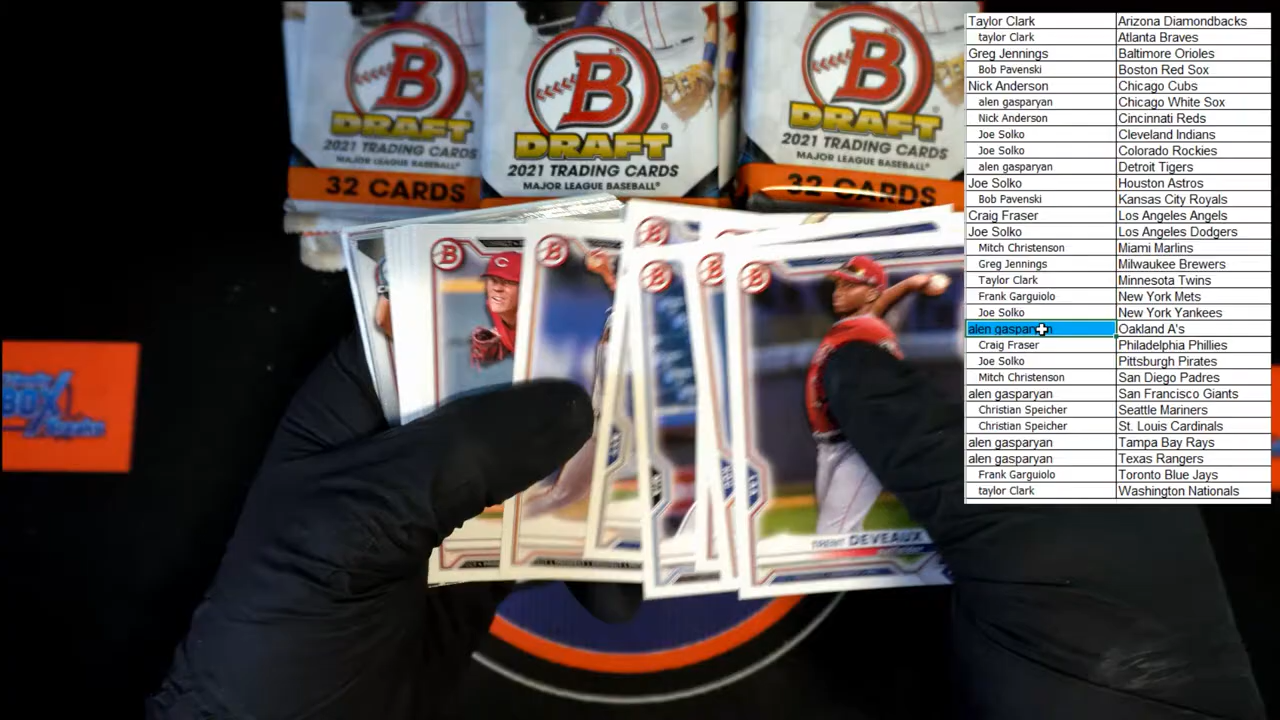 B
DRAFT
2021 TRADING CARDS
MAJOR LEAGUE BASEBALL
32 CARDS
B
DRAFT
2021 TRADING CARDS
MAJOR LEAGUE BASEBALL
B
DRAFT
2021 TRADING CARDS
MAJOR LEAGUE BASEBALL
32 CARDS
Taylor Clark Arizona Diamondbacks
taylor Clark Atlanta Braves
Greg Jennings Baltimore Orioles
Bob Pavenski Boston Red Sox
Nick Anderson Chicago Cubs
alen gasparyan Chicago White Sox
Nick Anderson Cincinnati Reds
Joe Solko Cleveland Indians
Joe Solko Colorado Rockies
alen gasparyan Detroit Tigers
Joe Solko Houston Astros
Bob Pavenski Kansas City Royals
Craig Fraser Los Angeles Angels
Joe Solko Los Angeles Dodgers
Mitch Christenson Miami Marlins
Greg Jennings Milwaukee Brewers
Taylor Clark Minnesota Twins
Frank Garguiolo New York Mets
Joe Solko New York Yankees
alen gasparyan Oakland A's
Craig Fraser Philadelphia Phillies
Joe Solko Pittsburgh Pirates
Mitch Christenson San Diego Padres
alen gasparyan San Francisco Giants
Christian Speicher Seattle Mariners
Christian Speicher St. Louis Cardinals
alen gasparyan Tampa Bay Rays
alen gasparyan Texas Rangers
Frank Garguiolo Toronto Blue Jays
taylor Clark Washington Nationals
B
B
B
B
B
B
C
TRENT DEVEAUX
BOX